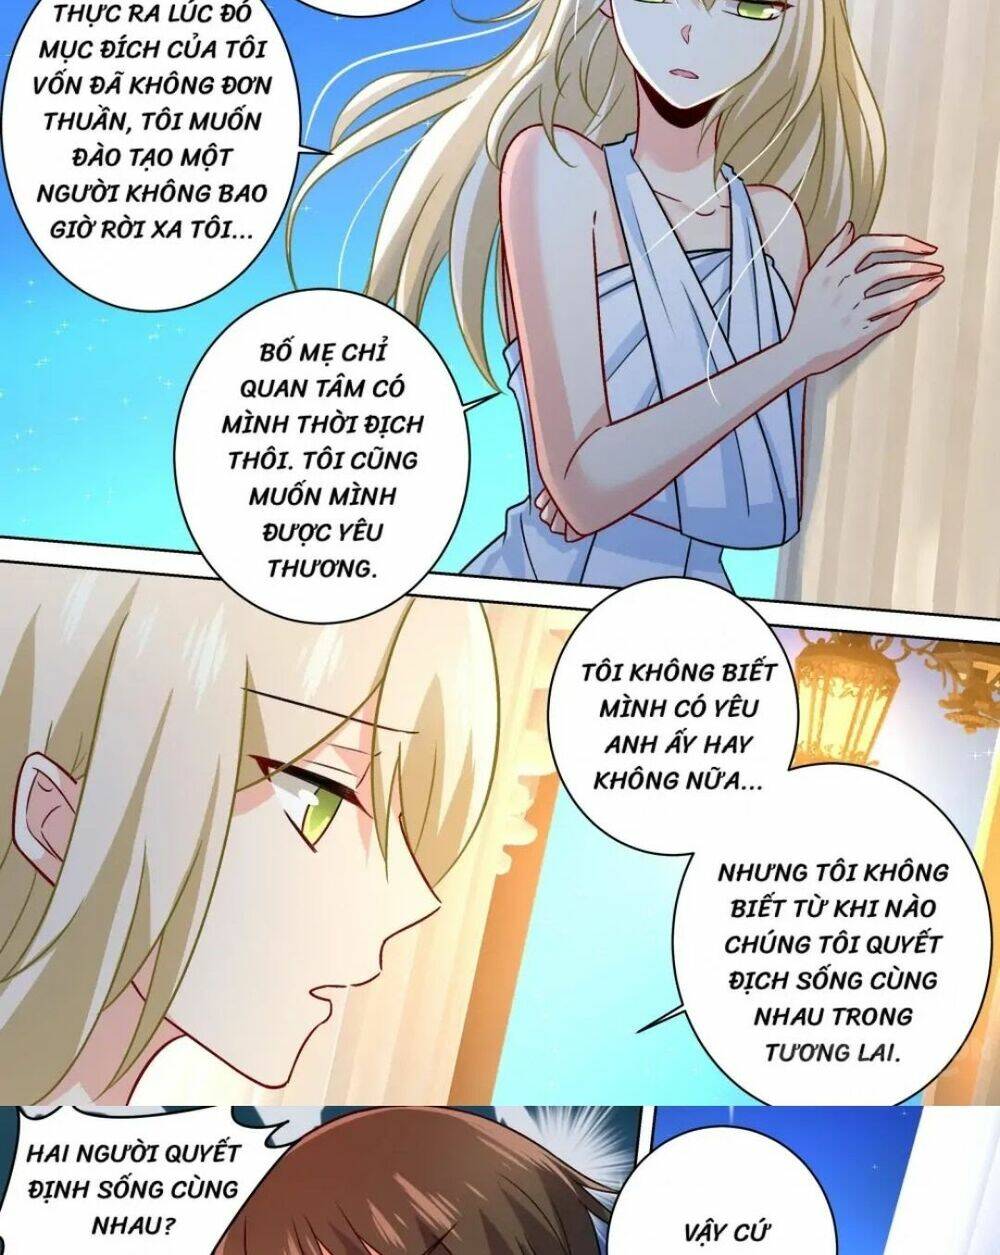 THỰC RA LÚC ĐÓ
MỤC ĐÍCH CỦA TÔI
VỐN ĐÃ KHÔNG ĐƠN
THUẦN, TÔI MUỐN
ĐÀO TẠO MỘT
NGƯỜI KHÔNG BAO
GIỜ RỜI XA TÔI...
BỐ MẸ CHỈ
QUAN TÂM CÓ
MÌNH THỜI ĐỊCH
THÔI. TÔI CŨNG
MUỐN MÌNH
ĐƯỢC YÊU
THƯƠNG.
TÔI KHÔNG BIẾT
MÌNH CÓ YÊU
ANH ẤY HAY
KHÔNG NỮA...
NHƯNG TÔI KHÔNG
BIẾT TỪ KHI NÀO
CHÚNG TÔI QUYẾT
ĐỊCH SỐNG CÙNG
NHAU TRONG
TƯƠNG LAI.
HAI NGƯỜI QUYẾT
ĐỊNH SỐNG CÙNG
NHAU?
VẬY CỨ